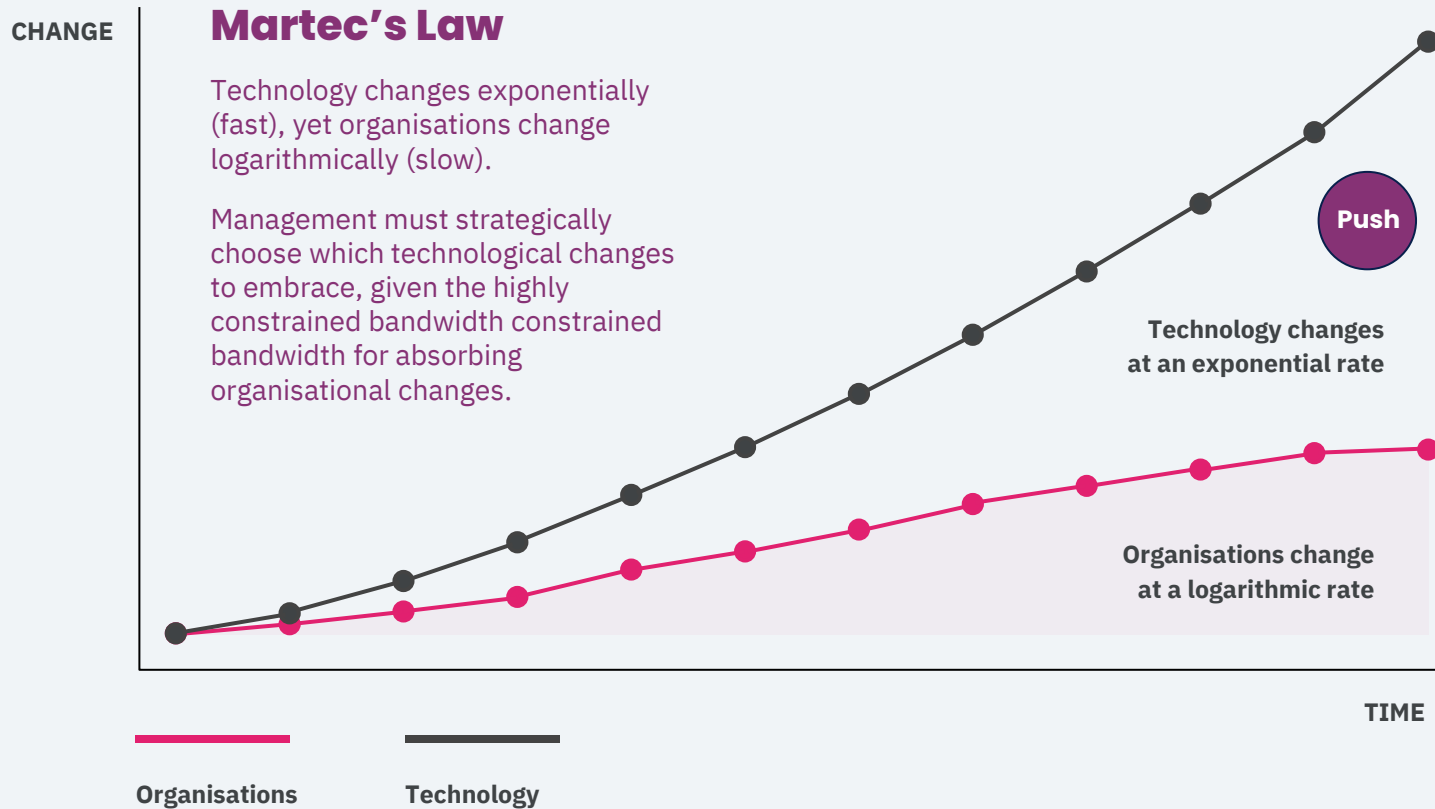 CHANGE
Martec’s Law
Technology changes exponentially
(fast), yet organisations change
logarithmically (slow).
Management must strategically
choose which technological changes
to embrace, given the highly
constrained bandwidth constrained
bandwidth for absorbing
organisational changes.
Push
Technology changes
at an exponential rate
Organisations change
at a logarithmic rate
TIME
Organisations
Technology